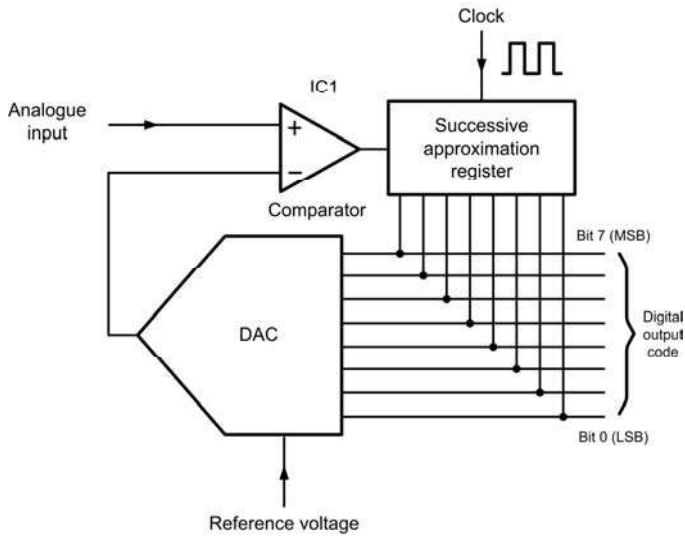 Clock
IC1
Analogue
input
+
Successive
approximation
register
−
Comparator
Bit 7 (MSB)
DAC
Digital
output
code
Bit 0 (LSB)
Reference voltage